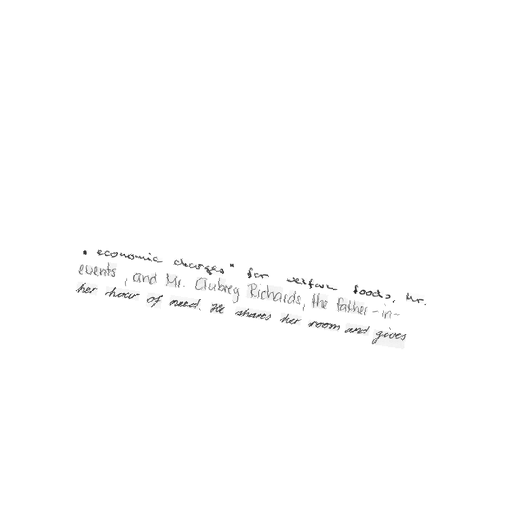 " economic charges" for welfare foods, Mr.
events, and Mr. Aubrey Richards, the father-in-
her hour of need. He shares her room and gives